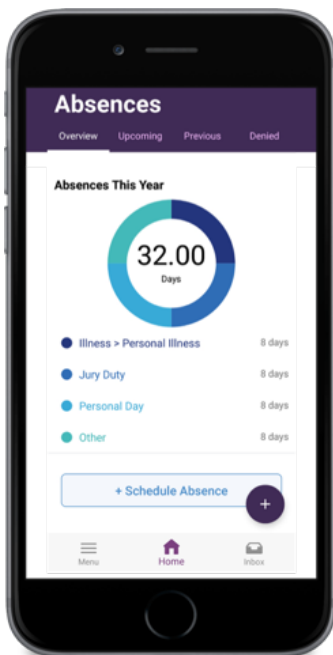 Absences
Overview Upcoming Previous Denied
Absences This Year
32.00
Days
Illness > Personal Illness 8 days
Jury Duty 8 days
Personal Day 8 days
Other 8 days
+ Schedule Absence
+
Menu Home Inbox